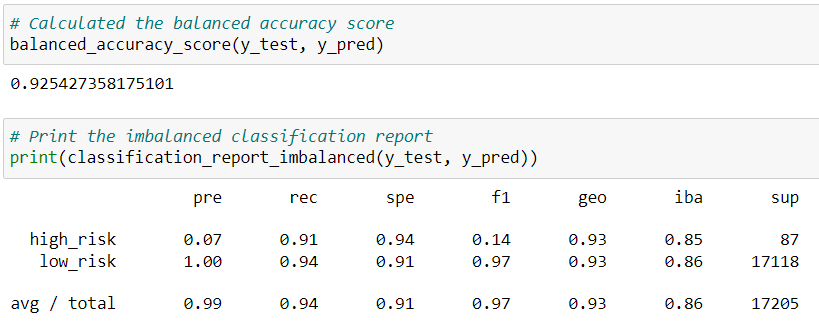 # Calculated the balanced accuracy score
balanced_accuracy_score(y_test, y_pred)
0.925427358175101
# Print the imbalanced classification report
print(classification_report_imbalanced(y_test, y_pred))
pre rec spe f1 geo iba sup
high_risk 0.07 0.91 0.94 0.14 0.93 0.85 87
low_risk 1.00 0.94 0.91 0.97 0.93 0.86 17118
avg / total 0.99 0.94 0.91 0.97 0.93 0.86 17205